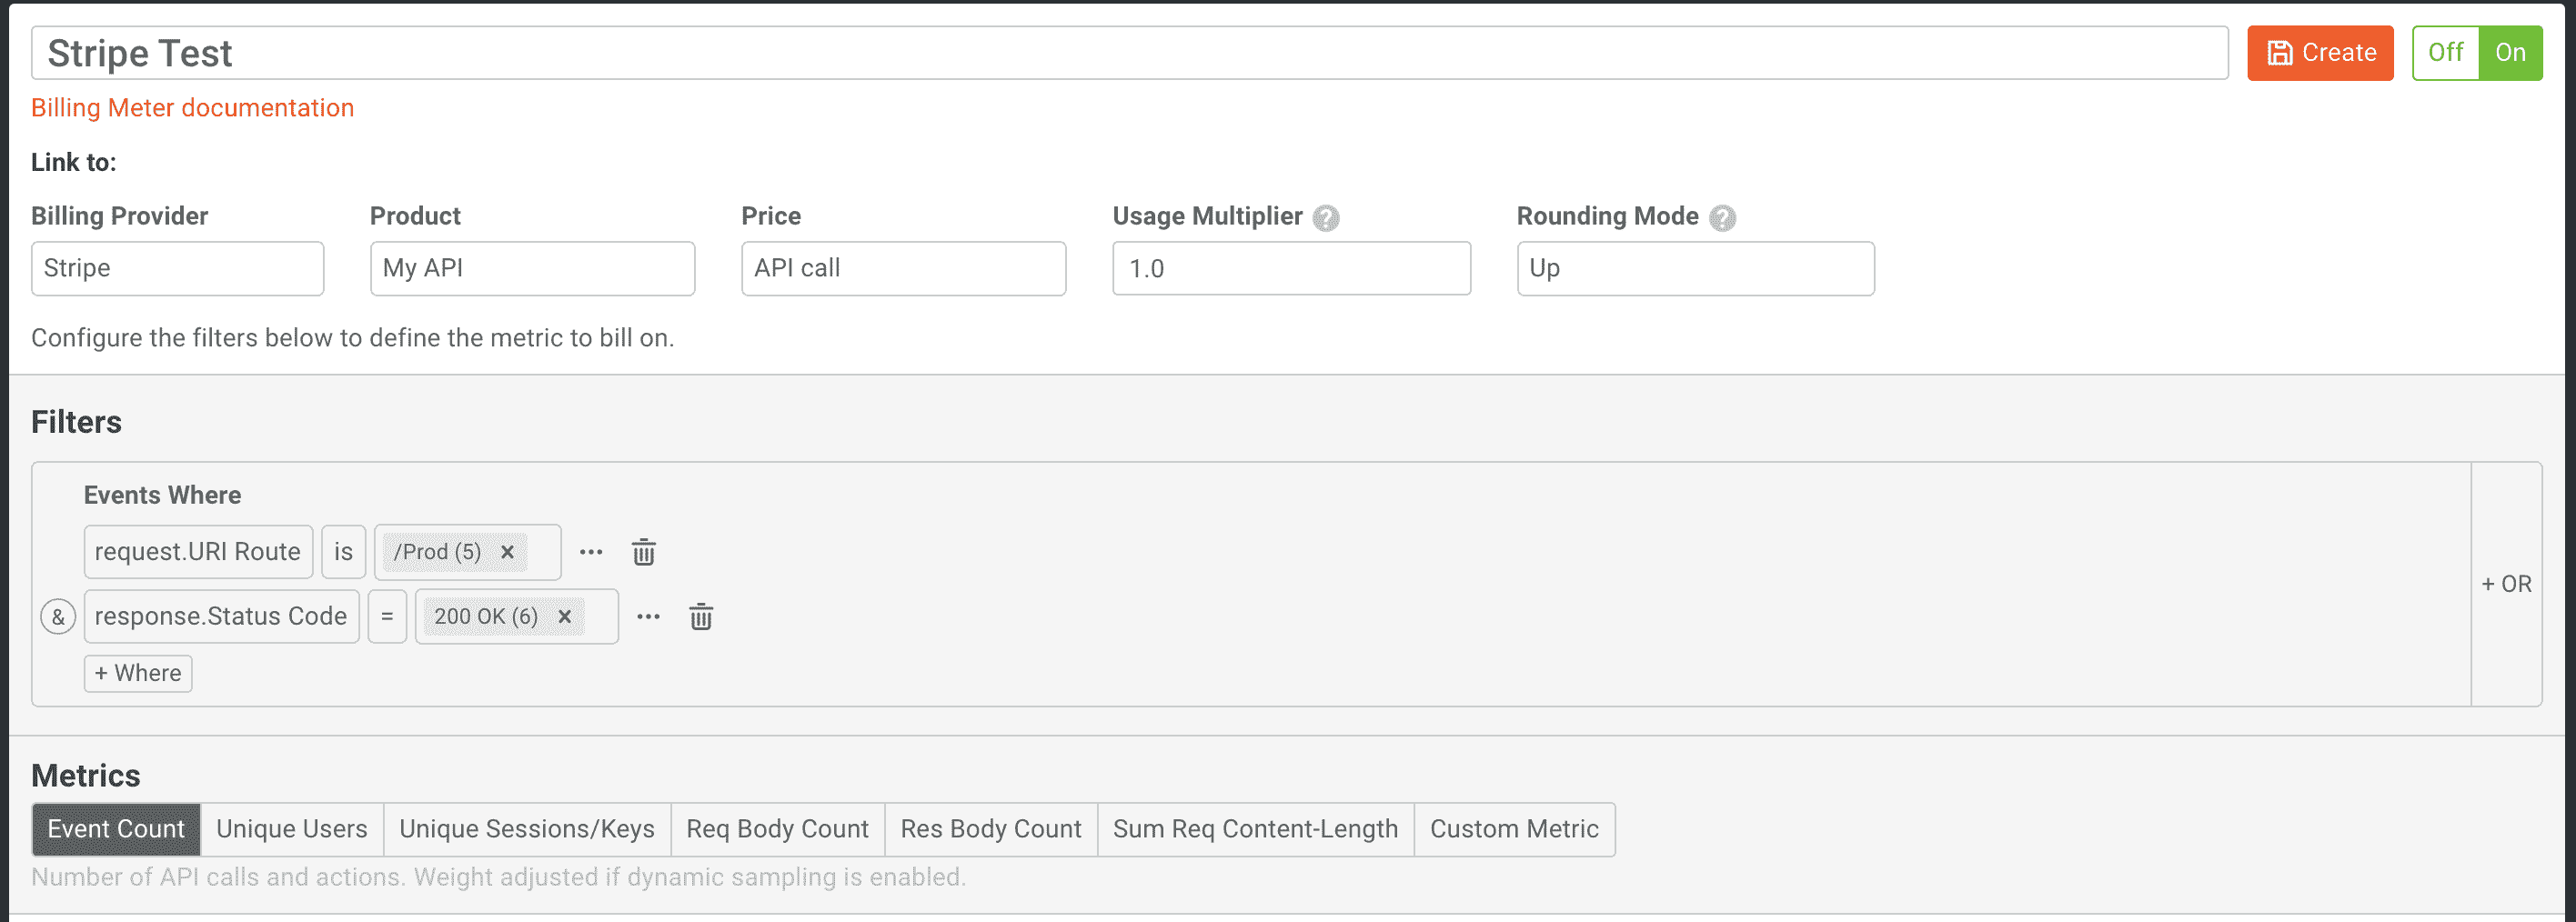 Stripe Test
Create
Off On
Billing Meter documentation
Link to:
Billing Provider Product Price Usage Multiplier ? Rounding Mode ?
Stripe My API API call 1.0 Up
Configure the filters below to define the metric to bill on.
Filters
Events Where
request.URI Route is /Prod (5) × ...
& response.Status Code = 200 OK (6) × ...
+ Where
+ OR
Metrics
Event Count Unique Users Unique Sessions/Keys Req Body Count Res Body Count Sum Req Content-Length Custom Metric
Number of API calls and actions. Weight adjusted if dynamic sampling is enabled.